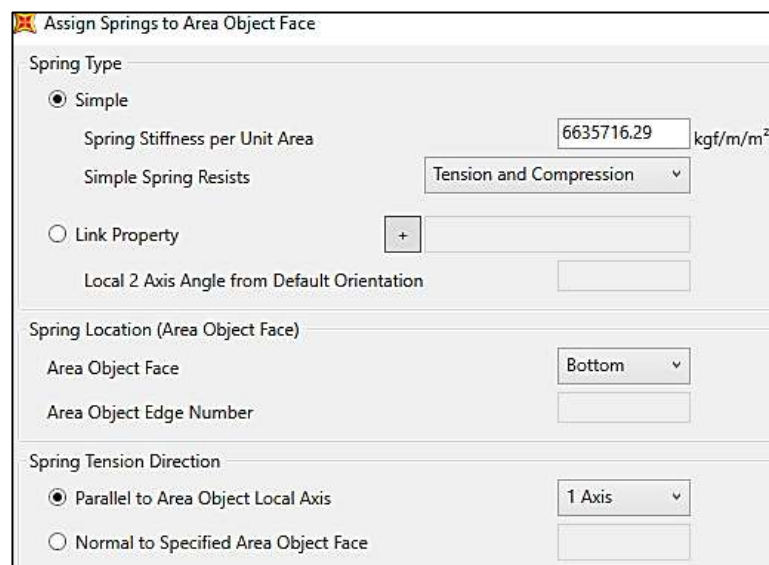 Assign Springs to Area Object Face
Spring Type
Simple
Spring Stiffness per Unit Area 6635716.29 kgf/m/m²
Simple Spring Resists Tension and Compression
Link Property +
Local 2 Axis Angle from Default Orientation
Spring Location (Area Object Face)
Area Object Face Bottom
Area Object Edge Number
Spring Tension Direction
Parallel to Area Object Local Axis 1 Axis
Normal to Specified Area Object Face